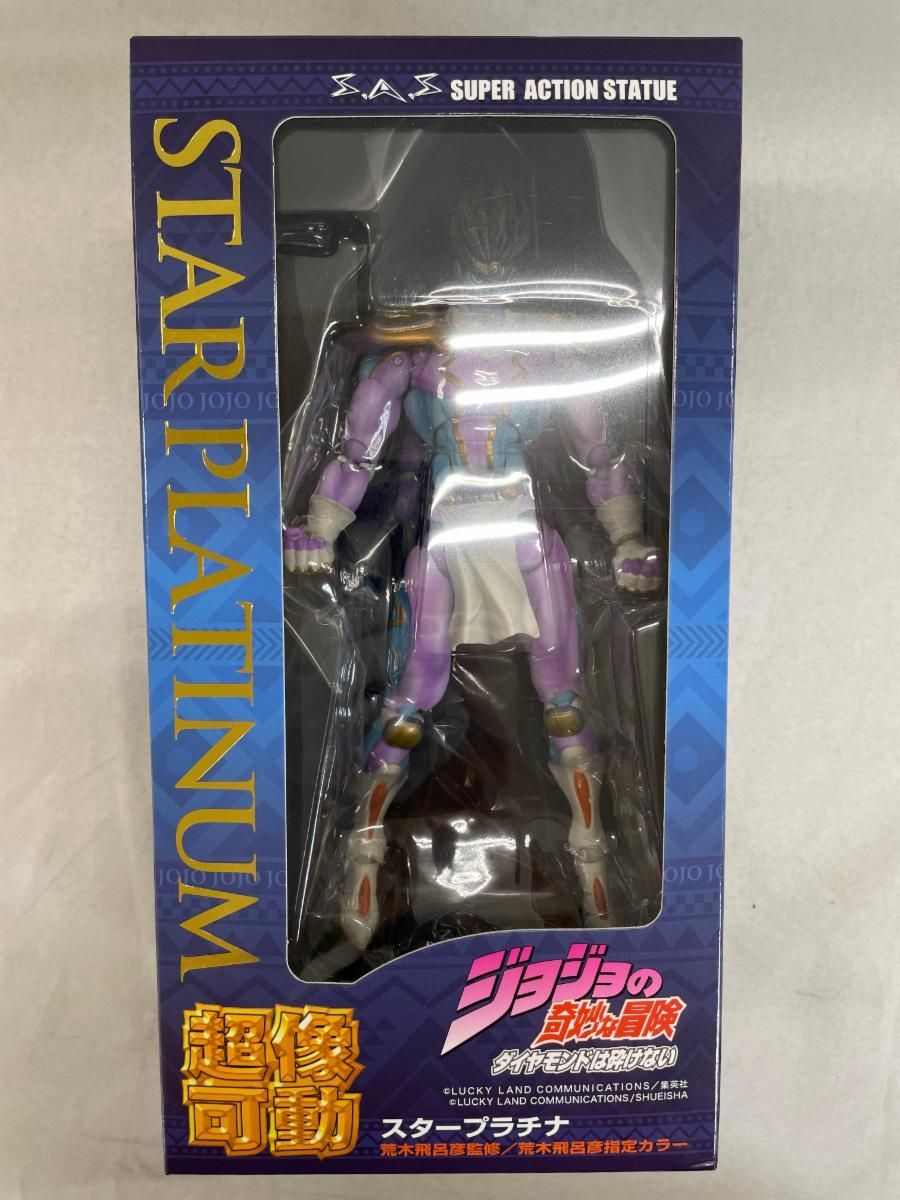 S.A.S SUPER ACTION STATUE
STAR PLATINUM
JOJO JOJO JO
JOJO JOJO
ジョジョの
奇妙な冒険
ダイヤモンドは砕けない
©LUCKY LAND COMMUNICATIONS／集英社
©LUCKY LAND COMMUNICATIONS/SHUEISHA
超像
可動
スタープラチナ
荒木飛呂彦監修／荒木飛呂彦指定カラー